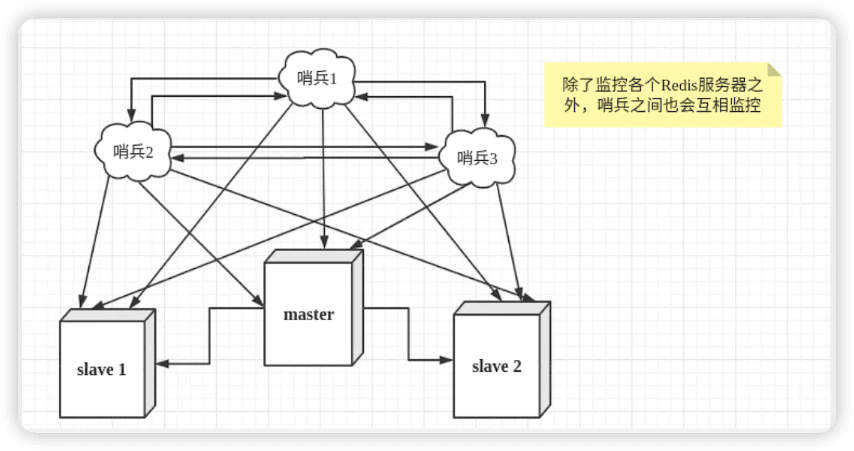 哨兵1
除了监控各个Redis服务器之
外，哨兵之间也会互相监控
哨兵2
哨兵3
master
slave 1
slave 2